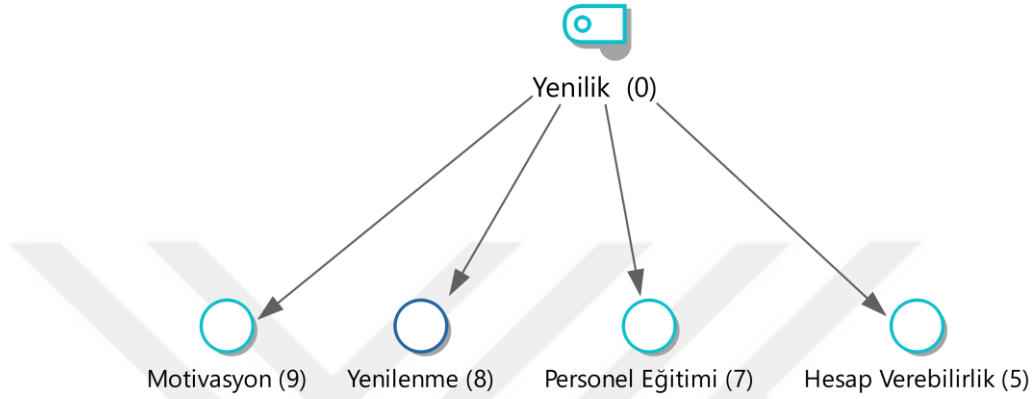 Yenilik (0)
Motivasyon (9) Yenilenme (8) Personel Eğitimi (7) Hesap Verebilirlik (5)